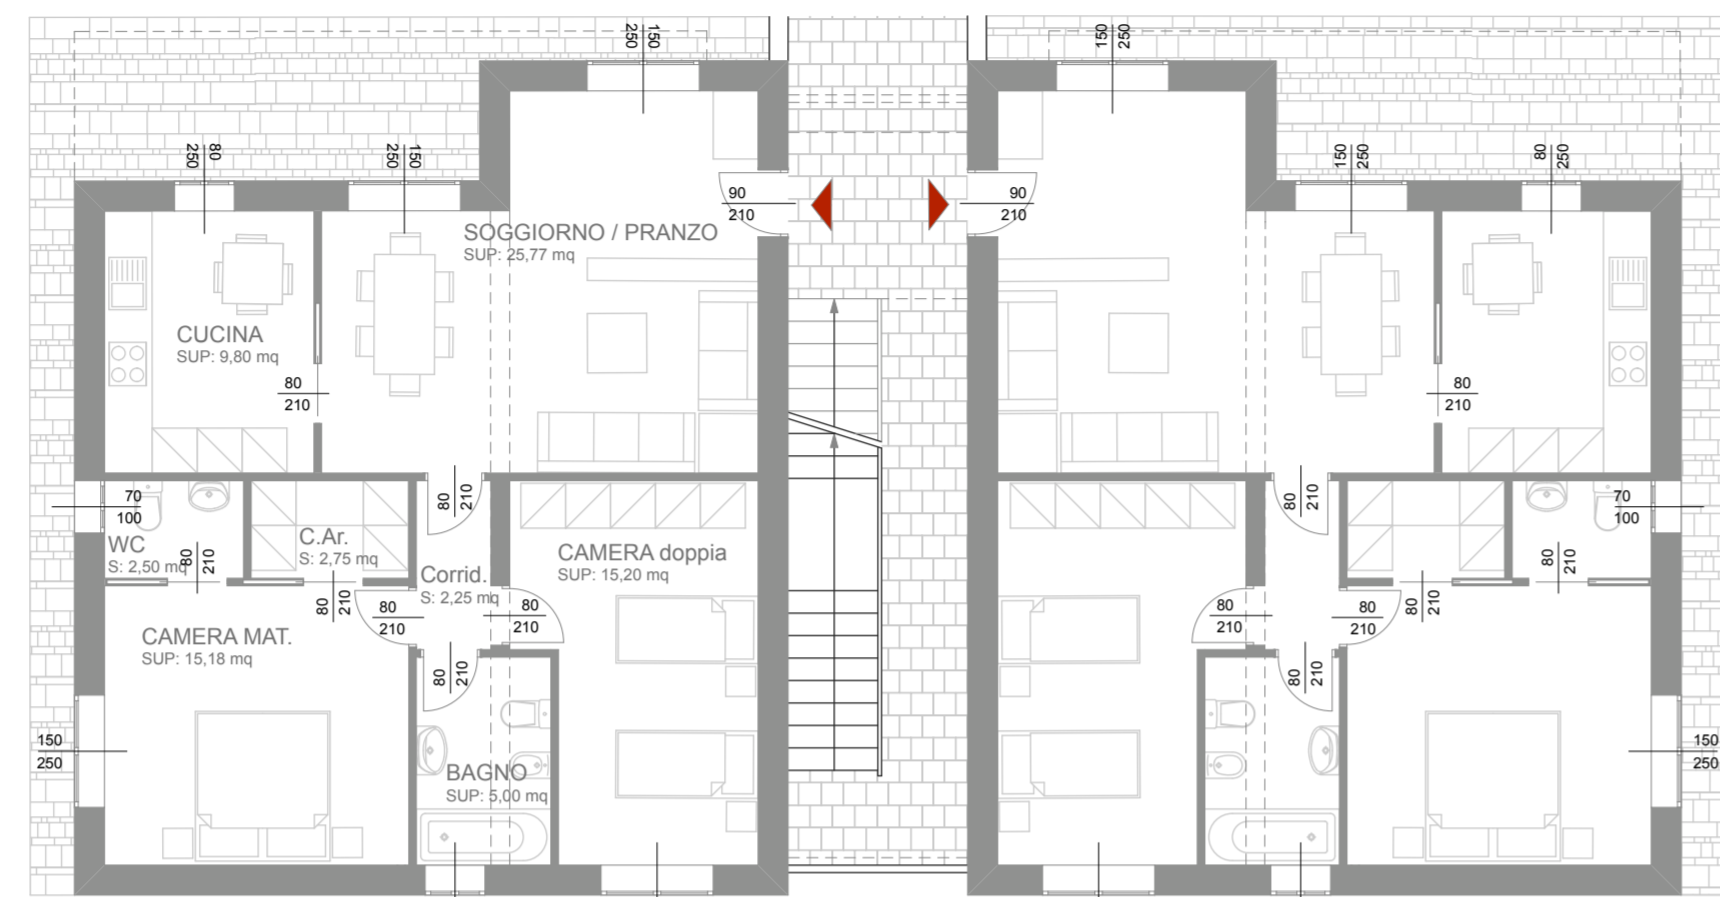 250 150
150 250
250 80
250 150
150 250
80 250
90
210
90
210
SOGGIORNO / PRANZO
SUP: 25,77 mq
CUCINA
SUP: 9,80 mq
80
210
80
210
80 210
80 210
70
100
70
100
WC
S: 2,50 mq
80 210
C.Ar.
S: 2,75 mq
Corrid.
S: 2,25 mq
CAMERA doppia
SUP: 15,20 mq
80 210
80 210
80 210
80
210
80
210
80
210
80
210
CAMERA MAT.
SUP: 15,18 mq
80 210
80 210
150
250
150
250
BAGNO
SUP: 5,00 mq